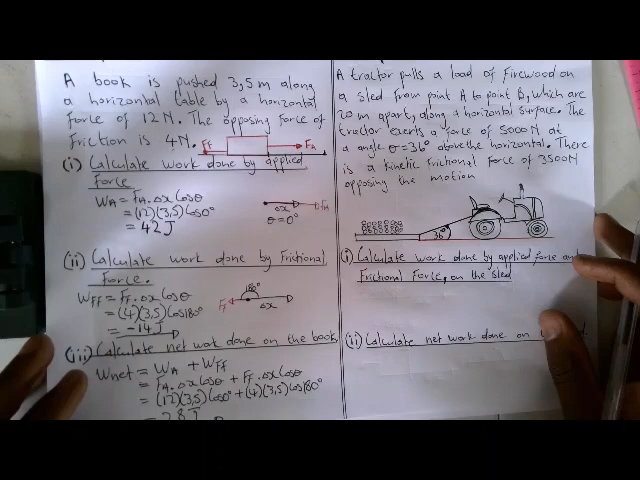 A book is pushed 3,5m along
a horizontal table by a horizontal
force of 12N. The opposing force of
friction is 4N.
Ff
FA
(i) Calculate work done by applied
Force
WA = FA.Δx Cosθ
= (12)(3,5)Cos0°
= 42J
Δx
FA
θ = 0°
(ii) Calculate work done by Frictional
Force.
WFf = Ff.Δx Cosθ
= (4)(3,5)Cos180°
= -14J
180°
Ff
Δx
(iii) Calculate net work done on the book
Wnet = WA + WFf
= FA.Δx Cosθ + Ff.Δx Cosθ
= (12)(3,5)Cos0° + (4)(3,5)Cos180°
= 28J
A tractor pulls a load of Firewood on
a sled From point A to point B, which are
20 m apart, along a horizontal surface. The
tractor exerts a force of 5000N at
a angle θ=36° above the horizontal. There
is a kinetic frictional force of 3500N
opposing the motion
36°
(i) Calculate work done by applied force and
Frictional Force, on the sled
(ii) Calculate net work done on